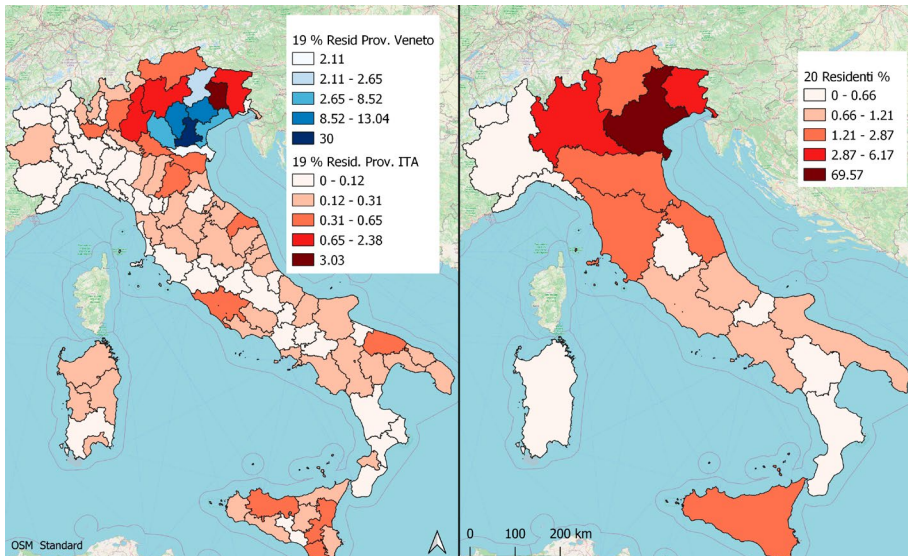 19 % Resid Prov. Veneto
2.11
2.11 - 2.65
2.65 - 8.52
8.52 - 13.04
30
19 % Resid. Prov. ITA
0 - 0.12
0.12 - 0.31
0.31 - 0.65
0.65 - 2.38
3.03
OSM Standard
20 Residenti %
0 - 0.66
0.66 - 1.21
1.21 - 2.87
2.87 - 6.17
69.57
0 100 200 km